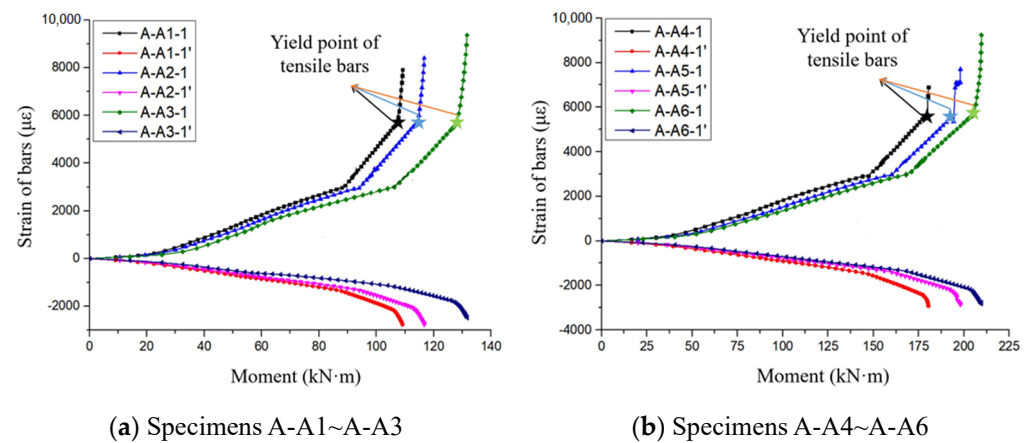 10,000
8000
6000
4000
2000
0
-2000
Strain of bars (με)
A-A1-1
A-A1-1'
A-A2-1
A-A2-1'
A-A3-1
A-A3-1'
Yield point of
tensile bars
0 20 40 60 80 100 120 140
Moment (kN·m)
(a) Specimens A-A1~A-A3
10,000
8000
6000
4000
2000
0
-2000
-4000
Strain of bars (με)
A-A4-1
A-A4-1'
A-A5-1
A-A5-1'
A-A6-1
A-A6-1'
Yield point of
tensile bars
0 25 50 75 100 125 150 175 200 225
Moment (kN·m)
(b) Specimens A-A4~A-A6